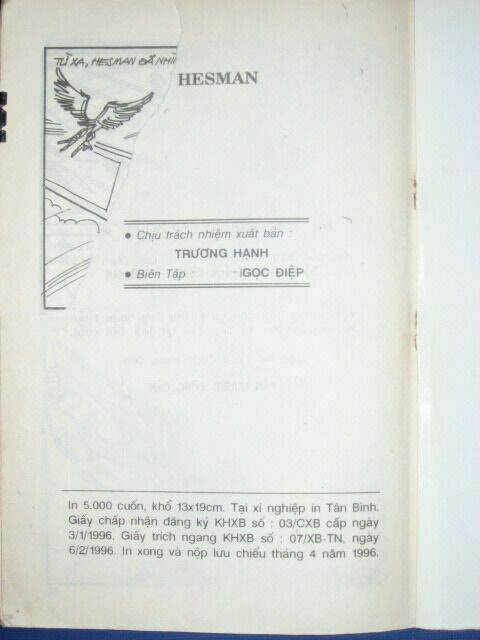 TỪ XA, HESMAN ĐÃ NHÌ
HESMAN
• Chịu trách nhiệm xuất bản :
TRƯƠNG HẠNH
• Biên Tập : GỌC ĐIỆP
In 5.000 cuốn, khổ 13x19cm. Tại xí nghiệp in Tân Bình.
Giấy chấp nhận đăng ký KHXB số : 03/CXB cấp ngày
3/1/1996. Giấy trích ngang KHXB số : 07/XB-TN, ngày
6/2/1996. In xong và nộp lưu chiểu tháng 4 năm 1996.